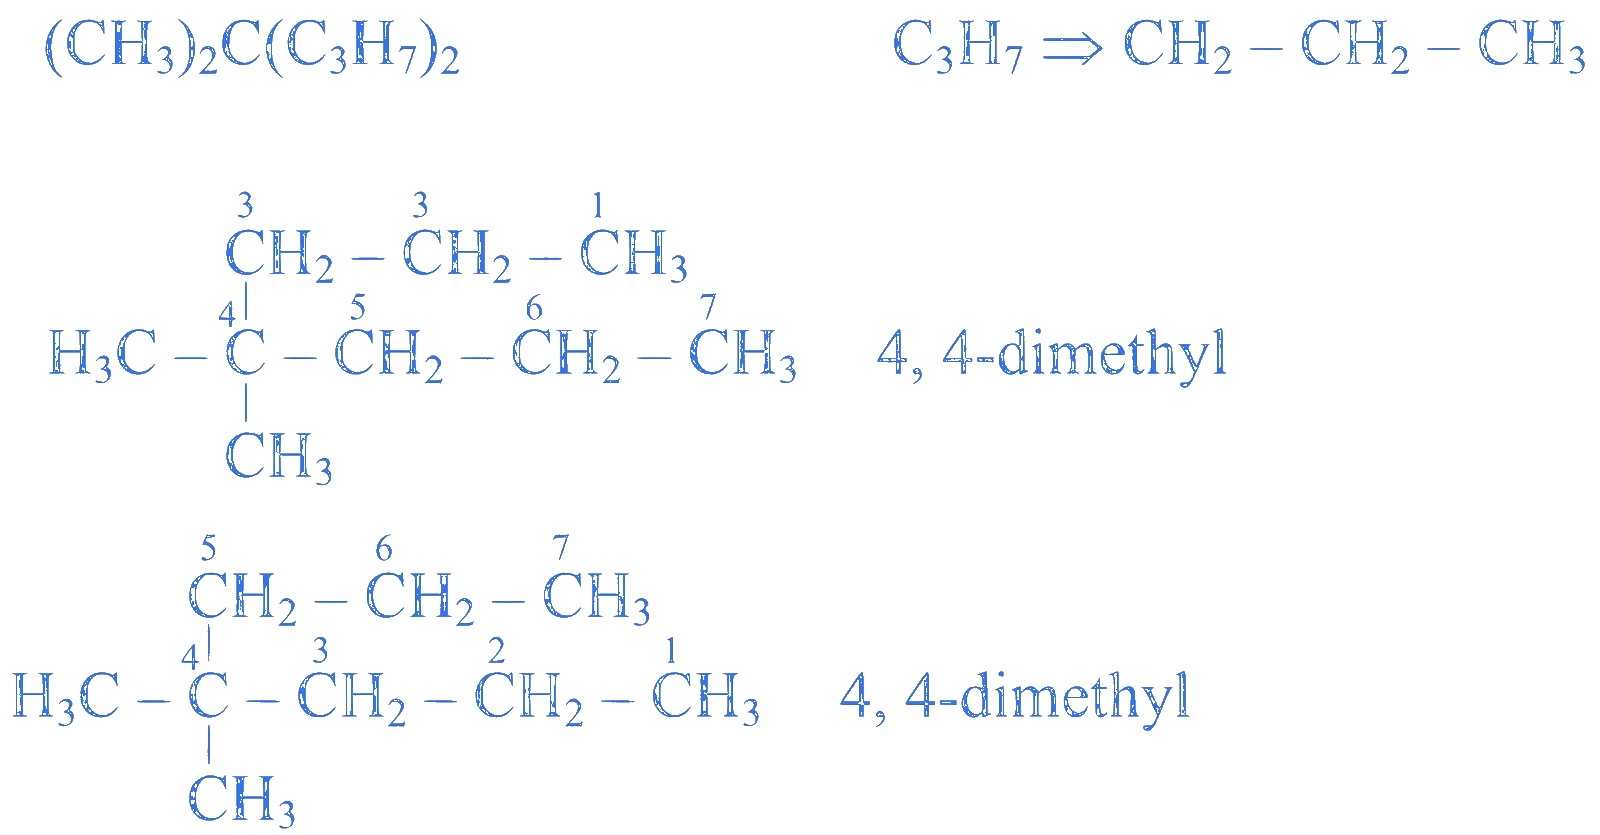 (CH3)2C(C3H7)2 C3H7 ⇒ CH2 – CH2 – CH3
3 3 1
CH2 – CH2 – CH3
4 5 6 7
H3C – C – CH2 – CH2 – CH3 4, 4-dimethyl
CH3
5 6 7
CH2 – CH2 – CH3
4 3 2 1
H3C – C – CH2 – CH2 – CH3 4, 4-dimethyl
CH3